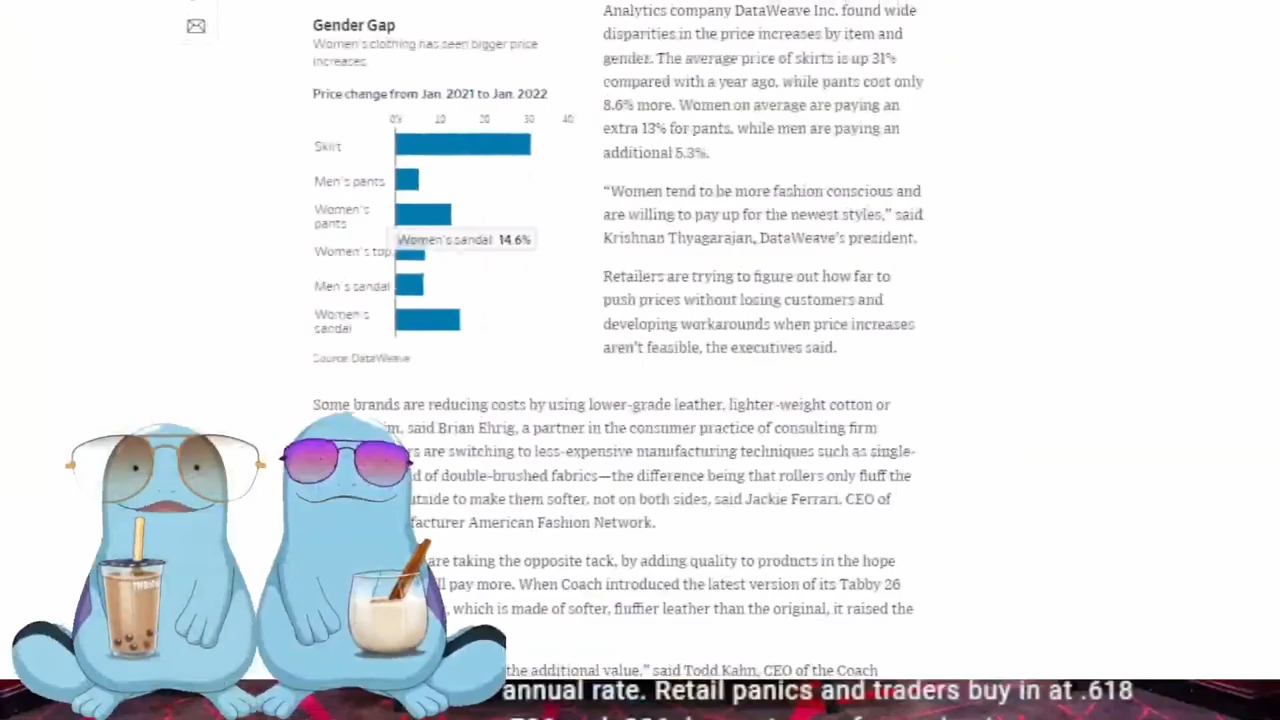 Gender Gap
Women's clothing has seen bigger price
increases.
Price change from Jan. 2021 to Jan. 2022
0% 10 20 30 40
Skirt
Men's pants
Women's
pants
Women's sandal 14.6%
Women's top
Men's sandal
Women's
sandal
Source: DataWeave
Analytics company DataWeave Inc. found wide
disparities in the price increases by item and
gender. The average price of skirts is up 31%
compared with a year ago, while pants cost only
8.6% more. Women on average are paying an
extra 13% for pants, while men are paying an
additional 5.3%.
“Women tend to be more fashion conscious and
are willing to pay up for the newest styles,” said
Krishnan Thyagarajan, DataWeave's president.
Retailers are trying to figure out how far to
push prices without losing customers and
developing workarounds when price increases
aren't feasible, the executives said.
Some brands are reducing costs by using lower-grade leather, lighter-weight cotton or
said Brian Ehrig, a partner in the consumer practice of consulting firm
are switching to less-expensive manufacturing techniques such as single-
of double-brushed fabrics—the difference being that rollers only fluff the
to make them softer, not on both sides, said Jackie Ferrari, CEO of
American Fashion Network.
are taking the opposite tack, by adding quality to products in the hope
pay more. When Coach introduced the latest version of its Tabby 26
, which is made of softer, fluffier leather than the original, it raised the
the additional value,” said Todd Kahn, CEO of the Coach
annual rate. Retail panics and traders buy in at .618